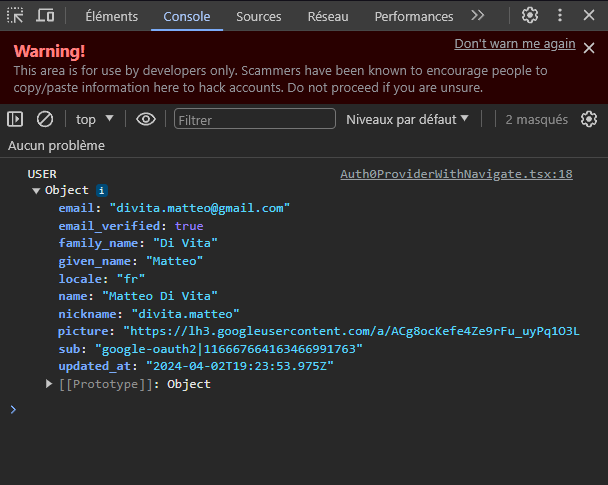 Éléments Console Sources Réseau Performances
Warning! Don't warn me again
This area is for use by developers only. Scammers have been known to encourage people to
copy/paste information here to hack accounts. Do not proceed if you are unsure.
top Filtrer Niveaux par défaut 2 masqués
Aucun problème
USER Auth0ProviderWithNavigate.tsx:18
Object i
email: "divita.matteo@gmail.com"
email_verified: true
family_name: "Di Vita"
given_name: "Matteo"
locale: "fr"
name: "Matteo Di Vita"
nickname: "divita.matteo"
picture: "https://lh3.googleusercontent.com/a/ACg8ocKefe4Ze9rFu_uyPq1O3L
sub: "google-oauth2|116667664163466991763"
updated_at: "2024-04-02T19:23:53.975Z"
[[Prototype]]: Object